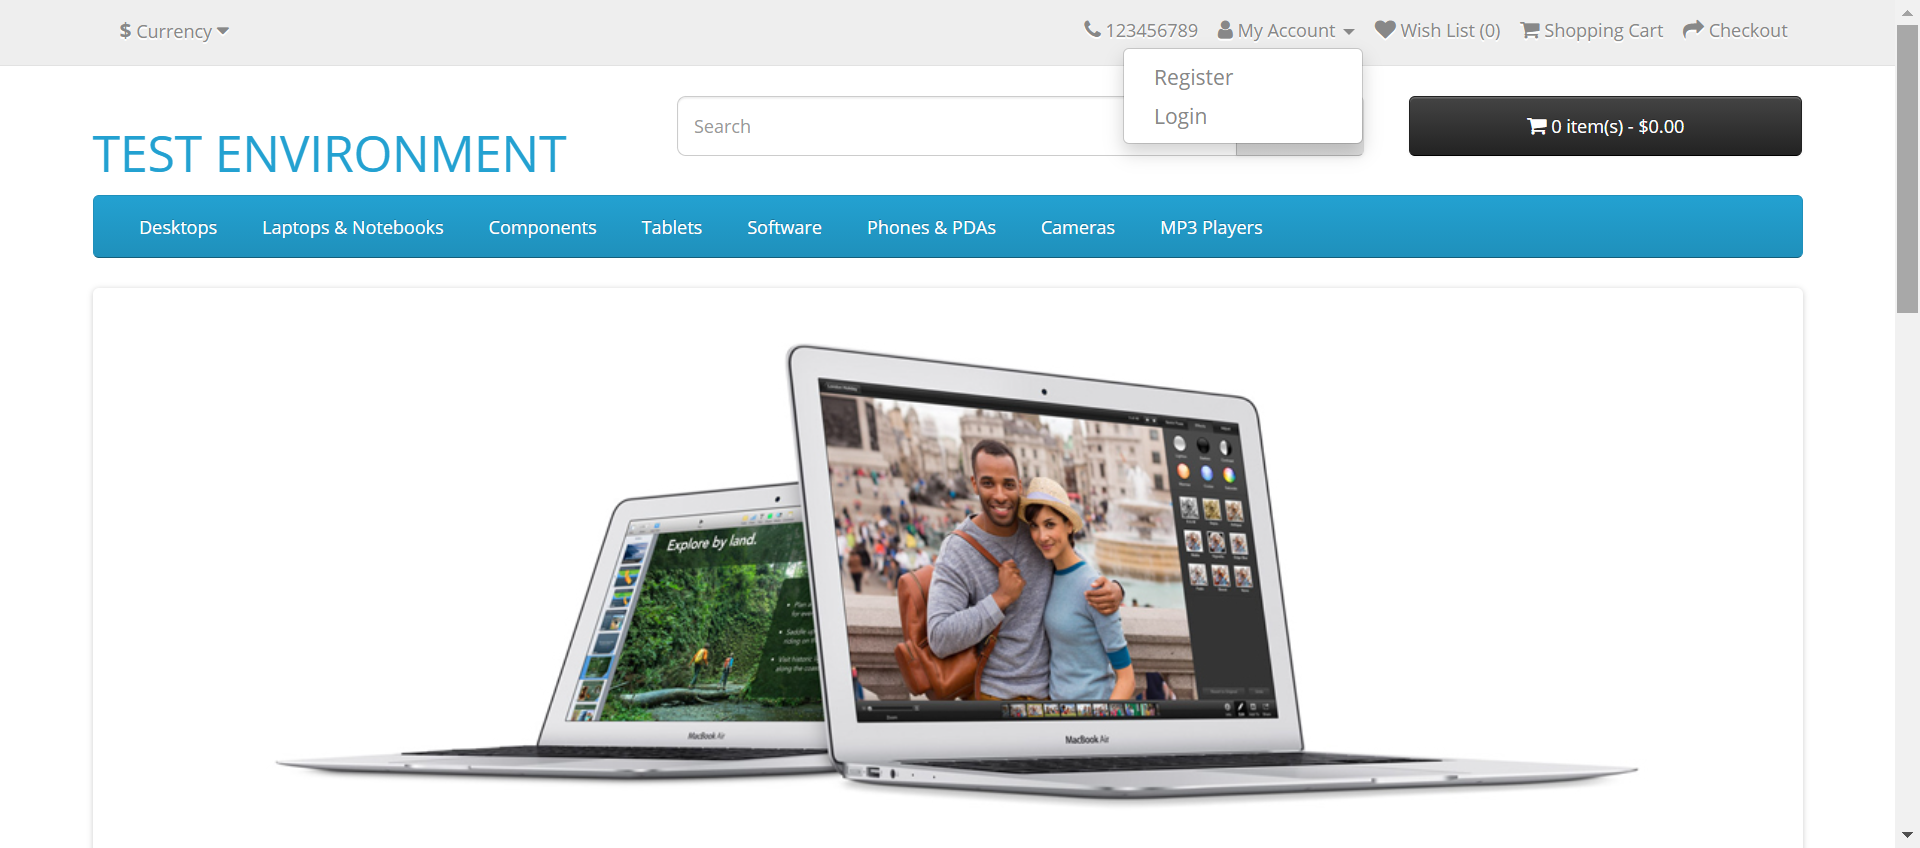 $ Currency
123456789 My Account Wish List (0) Shopping Cart Checkout
Register
Login
Search
0 item(s) - $0.00
TEST ENVIRONMENT
Desktops Laptops & Notebooks Components Tablets Software Phones & PDAs Cameras MP3 Players
Explore by land.
MacBook Air
MacBook Air